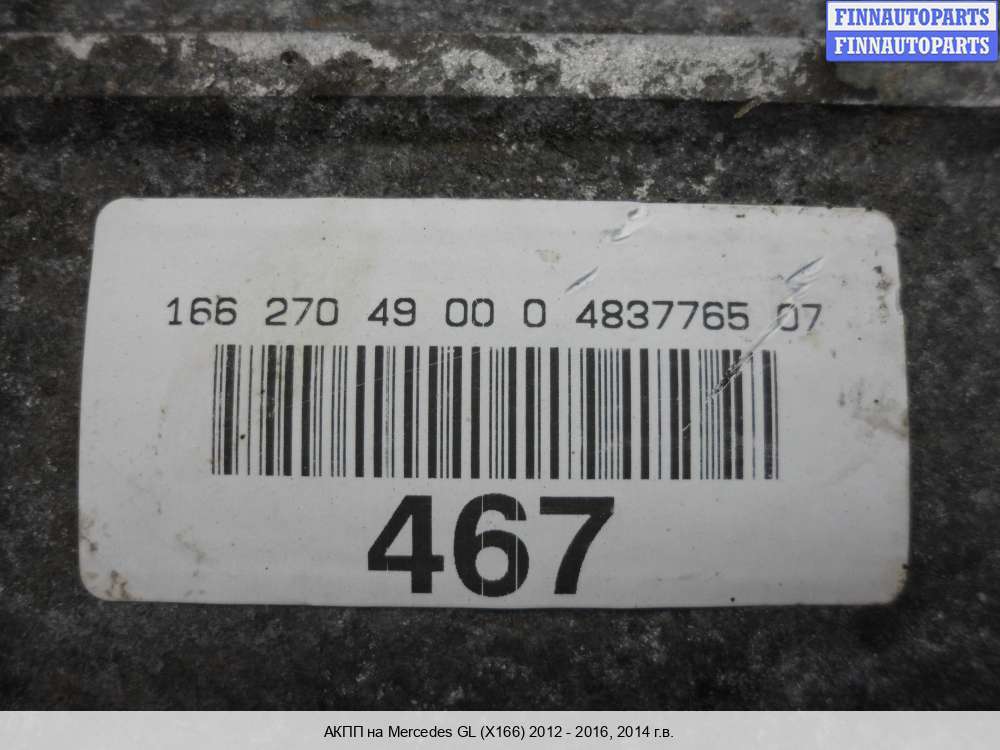 FINNAUTOPARTS
FINNAUTOPARTS
166 270 49 00 0 4837765 07
467
АКПП на Mercedes GL (X166) 2012 - 2016, 2014 г.в.